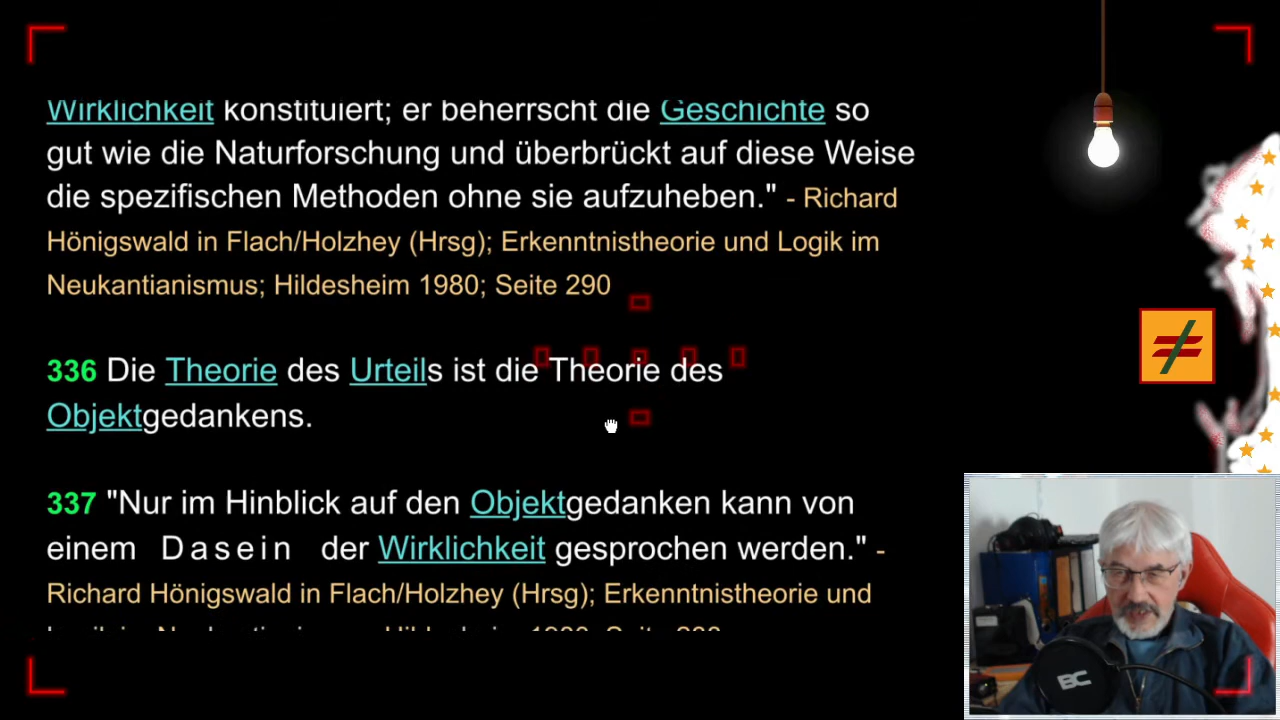 Wirklichkeit konstituiert; er beherrscht die Geschichte so
gut wie die Naturforschung und überbrückt auf diese Weise
die spezifischen Methoden ohne sie aufzuheben." - Richard
Hönigswald in Flach/Holzhey (Hrsg); Erkenntnistheorie und Logik im
Neukantianismus; Hildesheim 1980; Seite 290
336 Die Theorie des Urteils ist die Theorie des
Objektgedankens.
337 "Nur im Hinblick auf den Objektgedanken kann von
einem Dasein der Wirklichkeit gesprochen werden." -
Richard Hönigswald in Flach/Holzhey (Hrsg); Erkenntnistheorie und
≠
BC